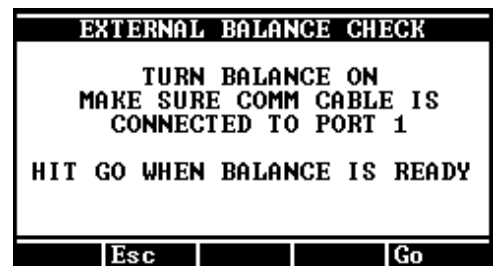 EXTERNAL BALANCE CHECK
TURN BALANCE ON
MAKE SURE COMM CABLE IS
CONNECTED TO PORT 1
HIT GO WHEN BALANCE IS READY
Esc Go